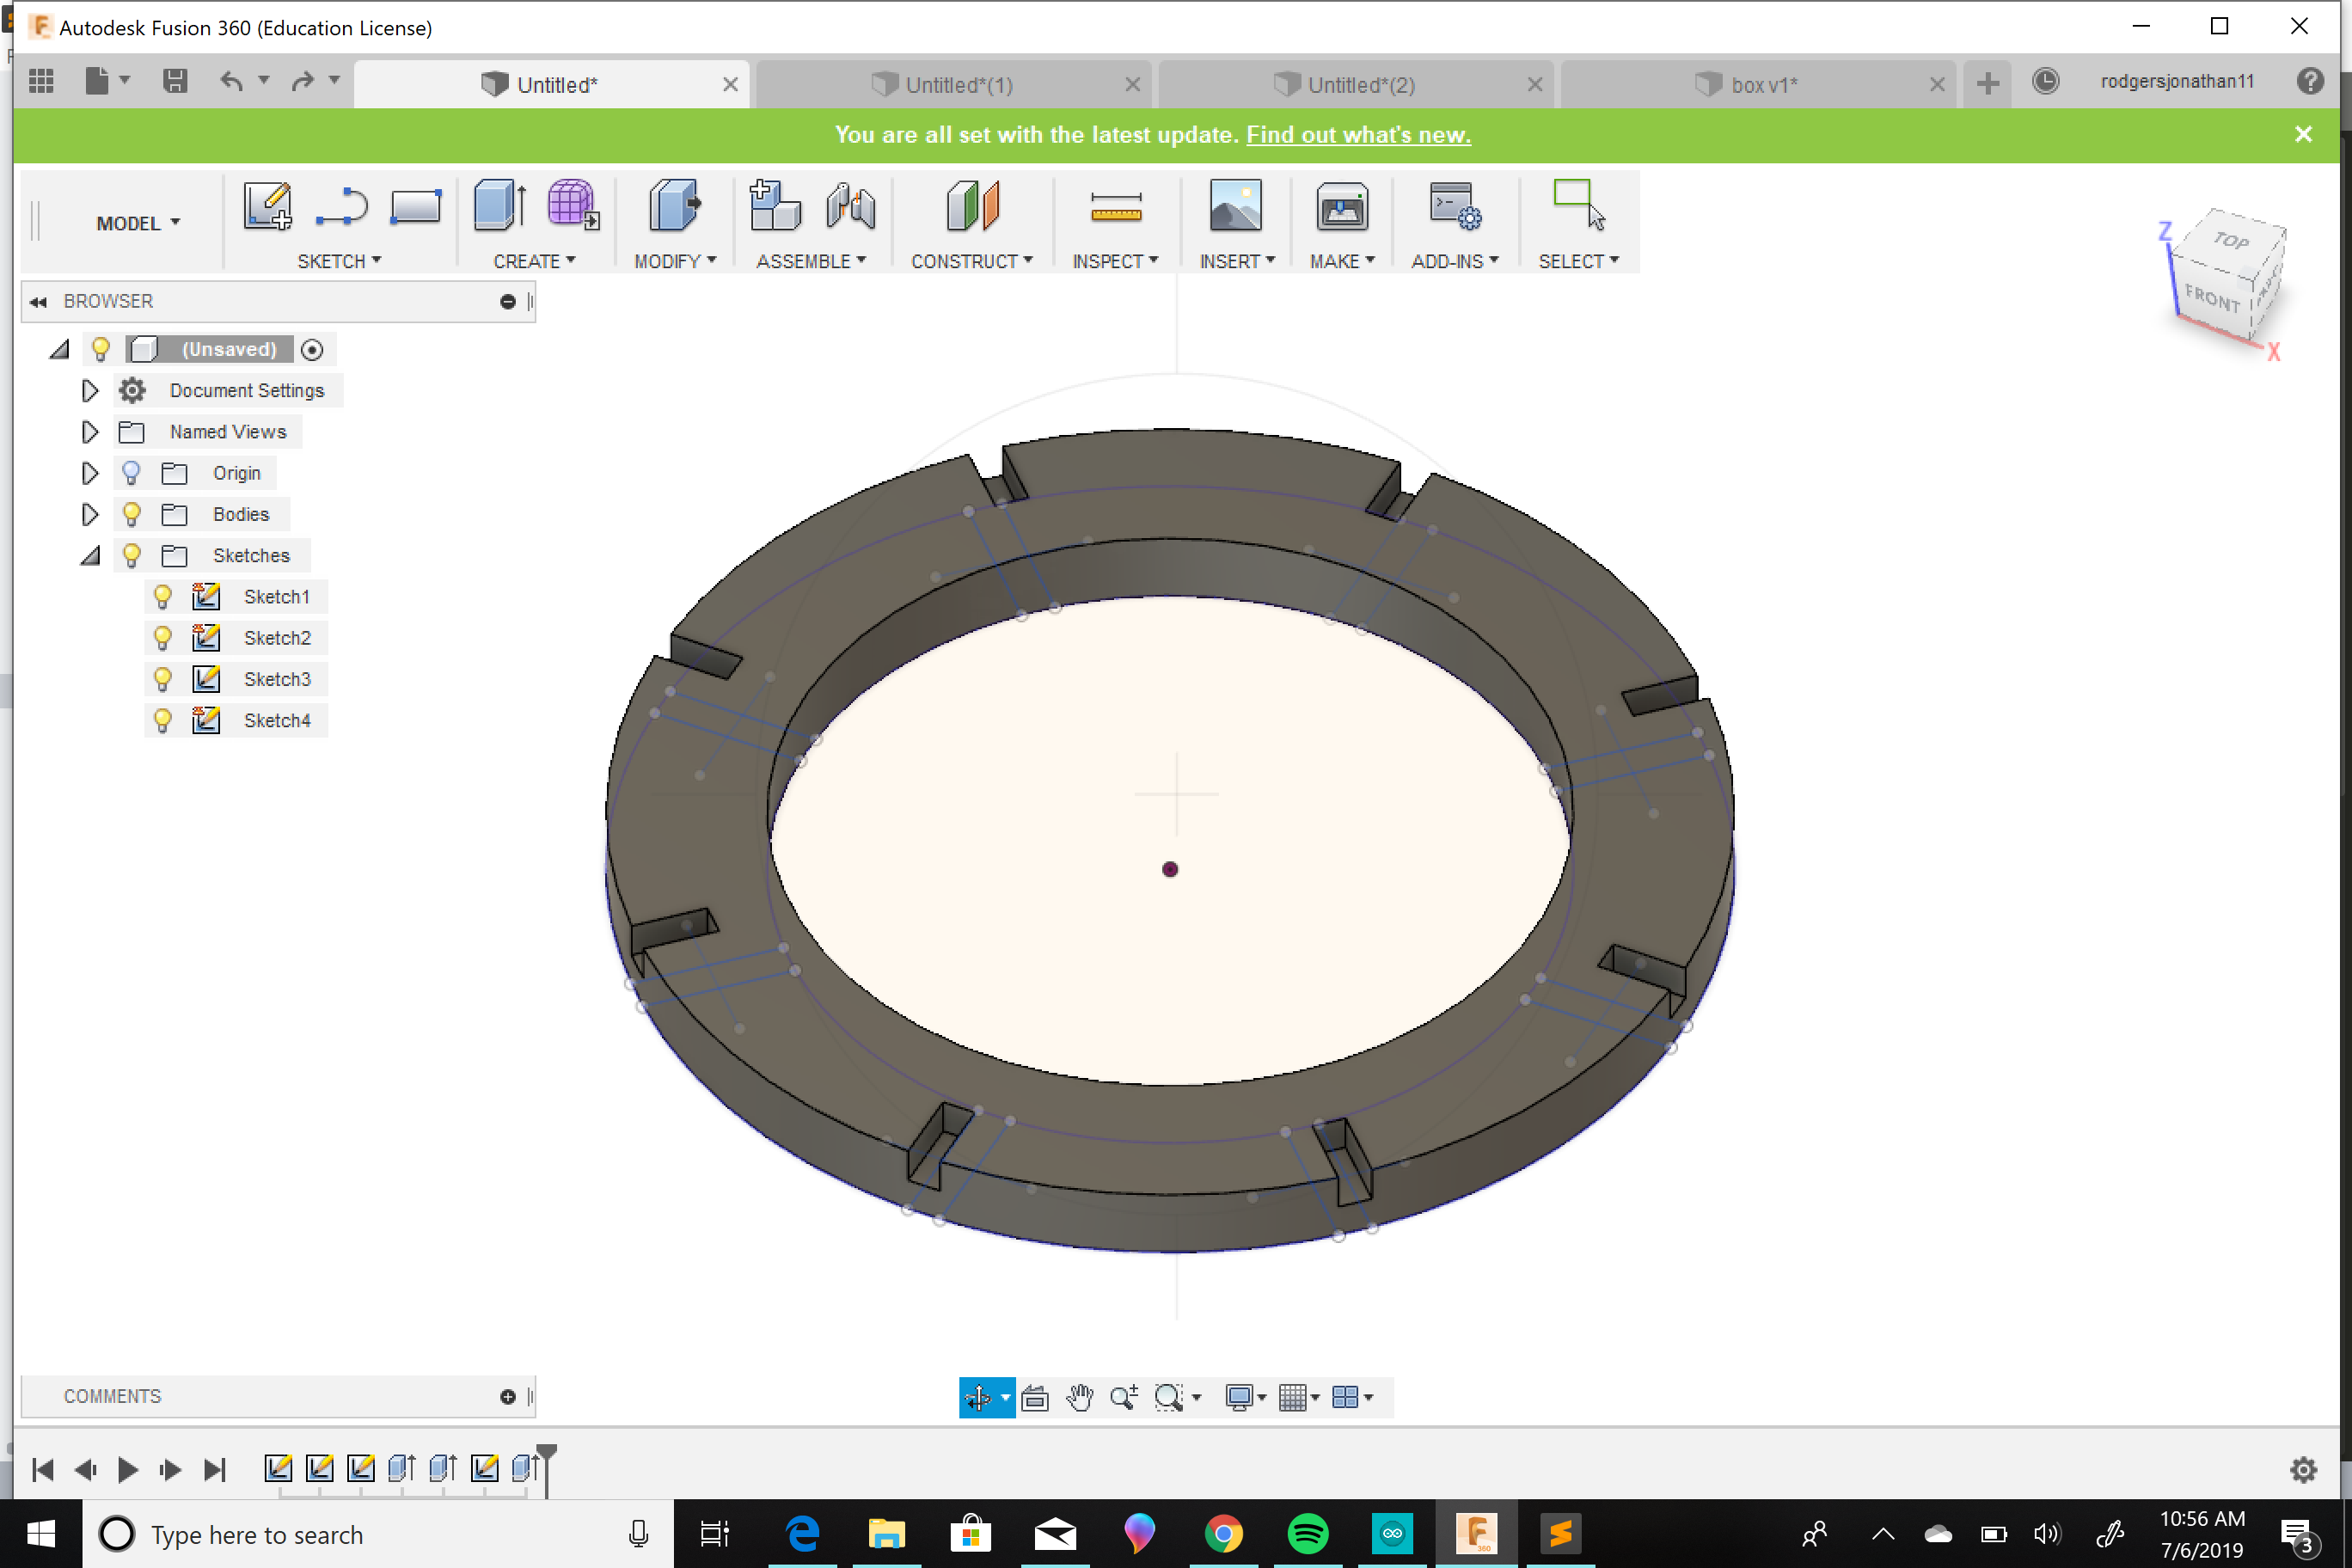 Autodesk Fusion 360 (Education License)
Untitled*
Untitled*(1)
Untitled*(2)
box v1*
rodgersjonathan11
You are all set with the latest update. Find out what's new.
MODEL
SKETCH
CREATE
MODIFY
ASSEMBLE
CONSTRUCT
INSPECT
INSERT
MAKE
ADD-INS
SELECT
Z
TOP
FRONT
X
BROWSER
(Unsaved)
Document Settings
Named Views
Origin
Bodies
Sketches
Sketch1
Sketch2
Sketch3
Sketch4
COMMENTS
Type here to search
360
10:56 AM
7/6/2019
3